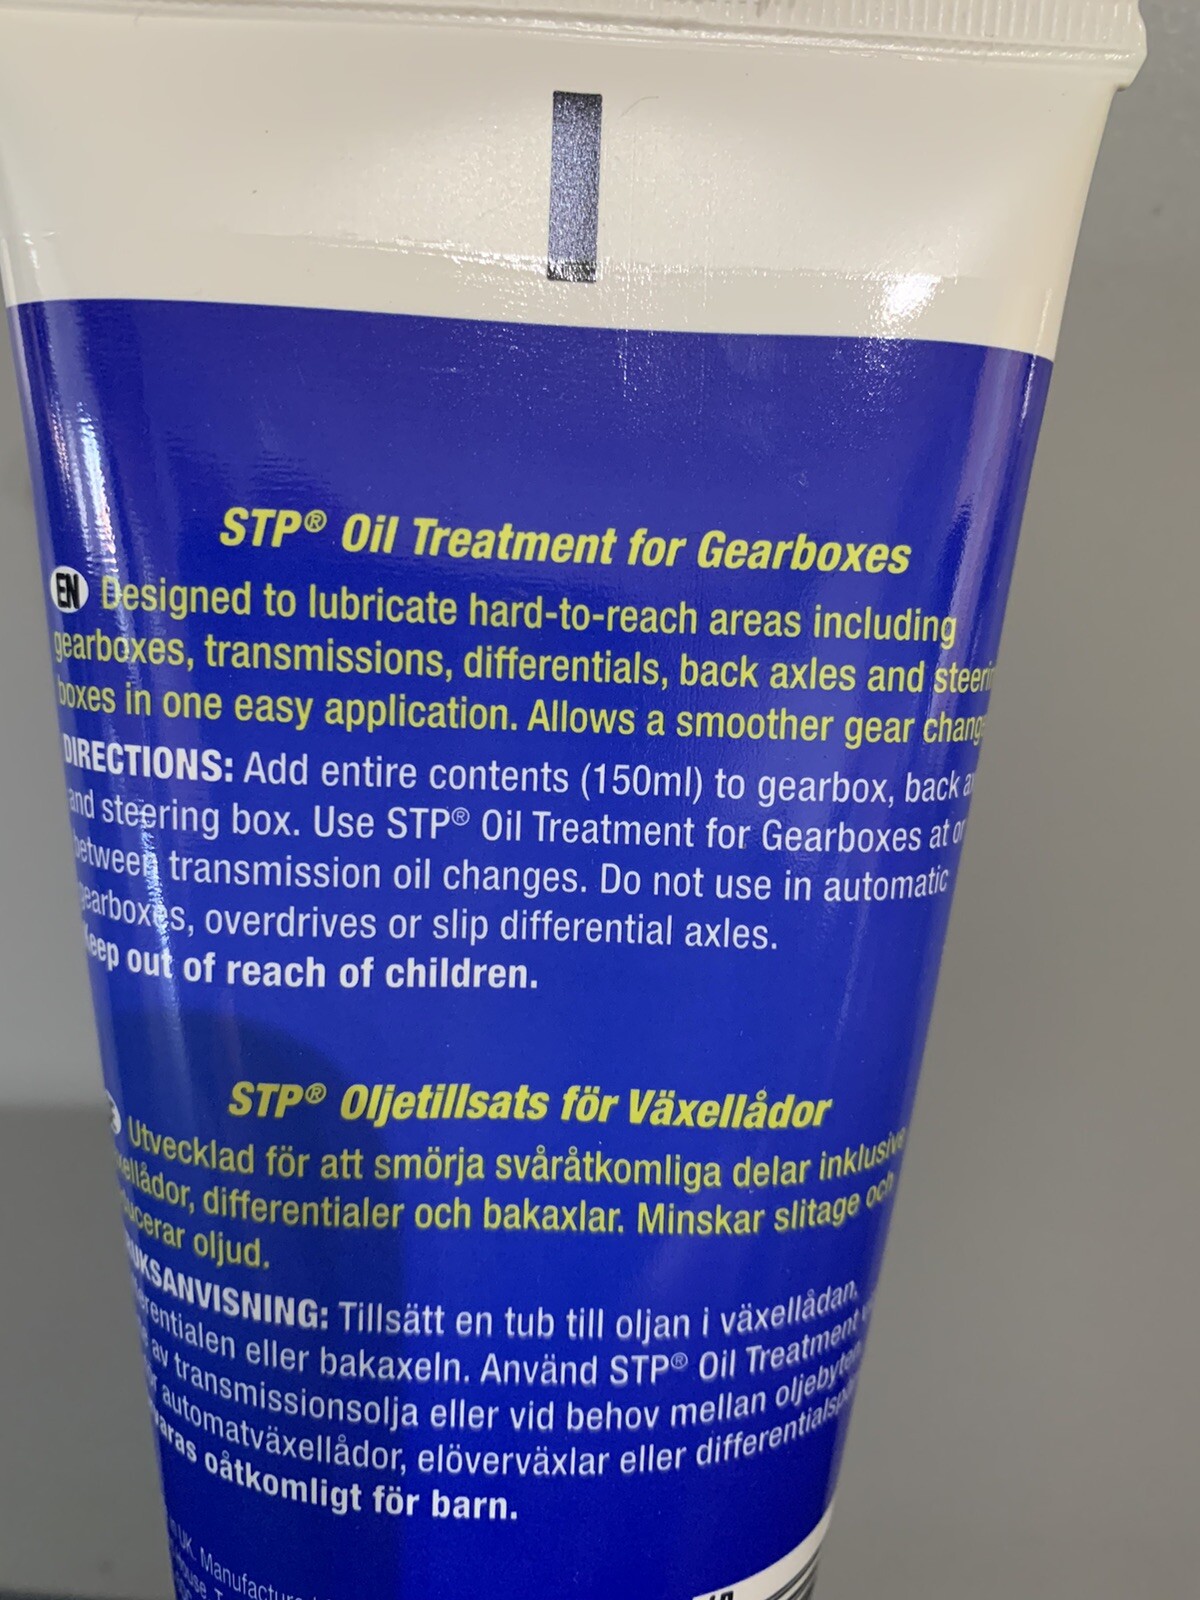 STP® Oil Treatment for Gearboxes
EN Designed to lubricate hard-to-reach areas including
gearboxes, transmissions, differentials, back axles and
boxes in one easy application. Allows a smoother gear
DIRECTIONS: Add entire contents (150ml) to gearbox, back
and steering box. Use STP® Oil Treatment for Gearboxes at or
between transmission oil changes. Do not use in automatic
gearboxes, overdrives or slip differential axles.
Keep out of reach of children.
STP® Oljetillsats för Växellådor
Utvecklad för att smörja svåråtkomliga delar inklusive
differentialer och bakaxlar. Minskar slitage och
oljud.
Tillsätt en tub till oljan i växellådan,
eller bakaxeln. Använd STP® Oil Treatment
av transmissionsolja eller vid behov mellan
automatväxellådor, elöverväxlar eller
oåtkomligt för barn.
UK.